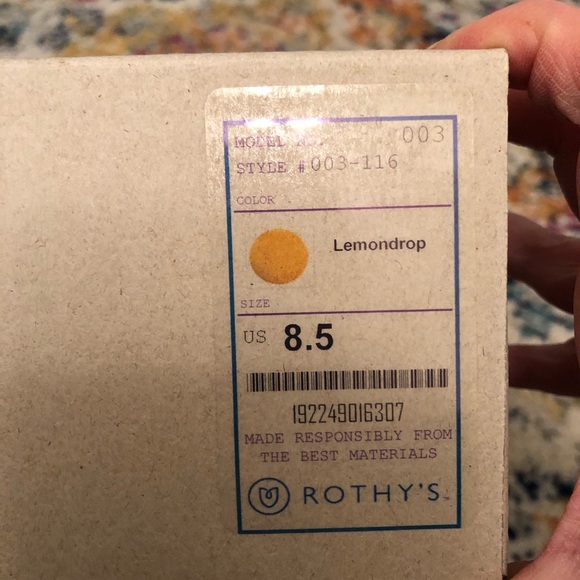 MODEL NO. 003
STYLE #003-116
COLOR
Lemondrop
SIZE
US 8.5
192249016307
MADE RESPONSIBLY FROM
THE BEST MATERIALS
ROTHY'S